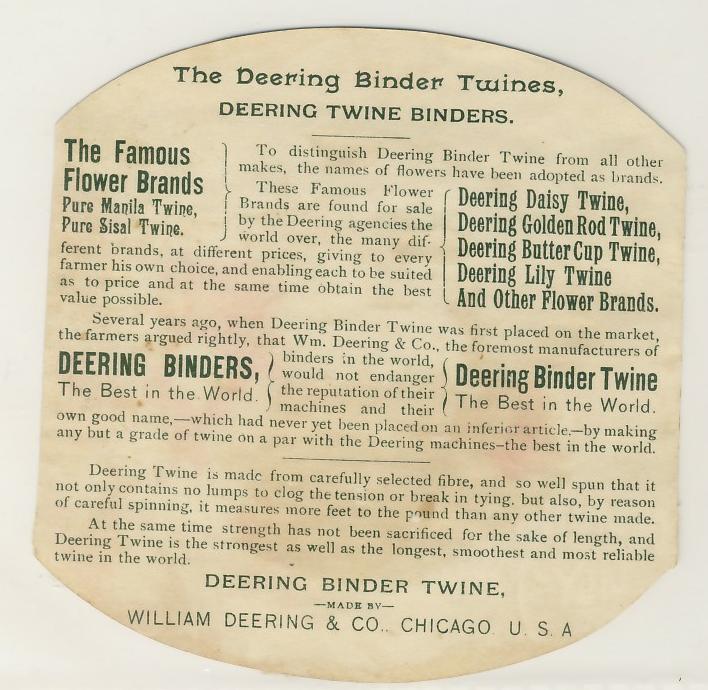 The Deering Binder Twines,
DEERING TWINE BINDERS.
The Famous
Flower Brands
Pure Manila Twine,
Pure Sisal Twine.
To distinguish Deering Binder Twine from all other
makes, the names of flowers have been adopted as brands.
These Famous Flower
Brands are found for sale
by the Deering agencies the
world over, the many dif-
Deering Daisy Twine,
Deering Golden Rod Twine,
Deering Butter Cup Twine,
Deering Lily Twine
And Other Flower Brands.
ferent brands, at different prices, giving to every
farmer his own choice, and enabling each to be suited
as to price and at the same time obtain the best
value possible.
Several years ago, when Deering Binder Twine was first placed on the market,
the farmers argued rightly, that Wm. Deering & Co., the foremost manufacturers of
DEERING BINDERS,
The Best in the World.
binders in the world,
would not endanger
the reputation of their
machines and their
Deering Binder Twine
The Best in the World.
own good name,—which had never yet been placed on an inferior article,—by making
any but a grade of twine on a par with the Deering machines—the best in the world.
Deering Twine is made from carefully selected fibre, and so well spun that it
not only contains no lumps to clog the tension or break in tying. but also, by reason
of careful spinning, it measures more feet to the pound than any other twine made.
At the same time strength has not been sacrificed for the sake of length, and
Deering Twine is the strongest as well as the longest, smoothest and most reliable
twine in the world.
DEERING BINDER TWINE,
—MADE BY—
WILLIAM DEERING & CO., CHICAGO U. S. A